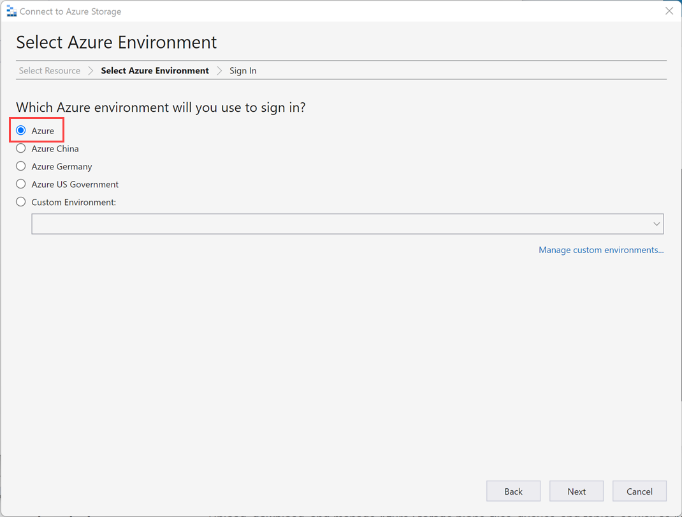 Connect to Azure Storage
Select Azure Environment
Select Resource > Select Azure Environment > Sign In
Which Azure environment will you use to sign in?
Azure
Azure China
Azure Germany
Azure US Government
Custom Environment:
Manage custom environments...
Back Next Cancel